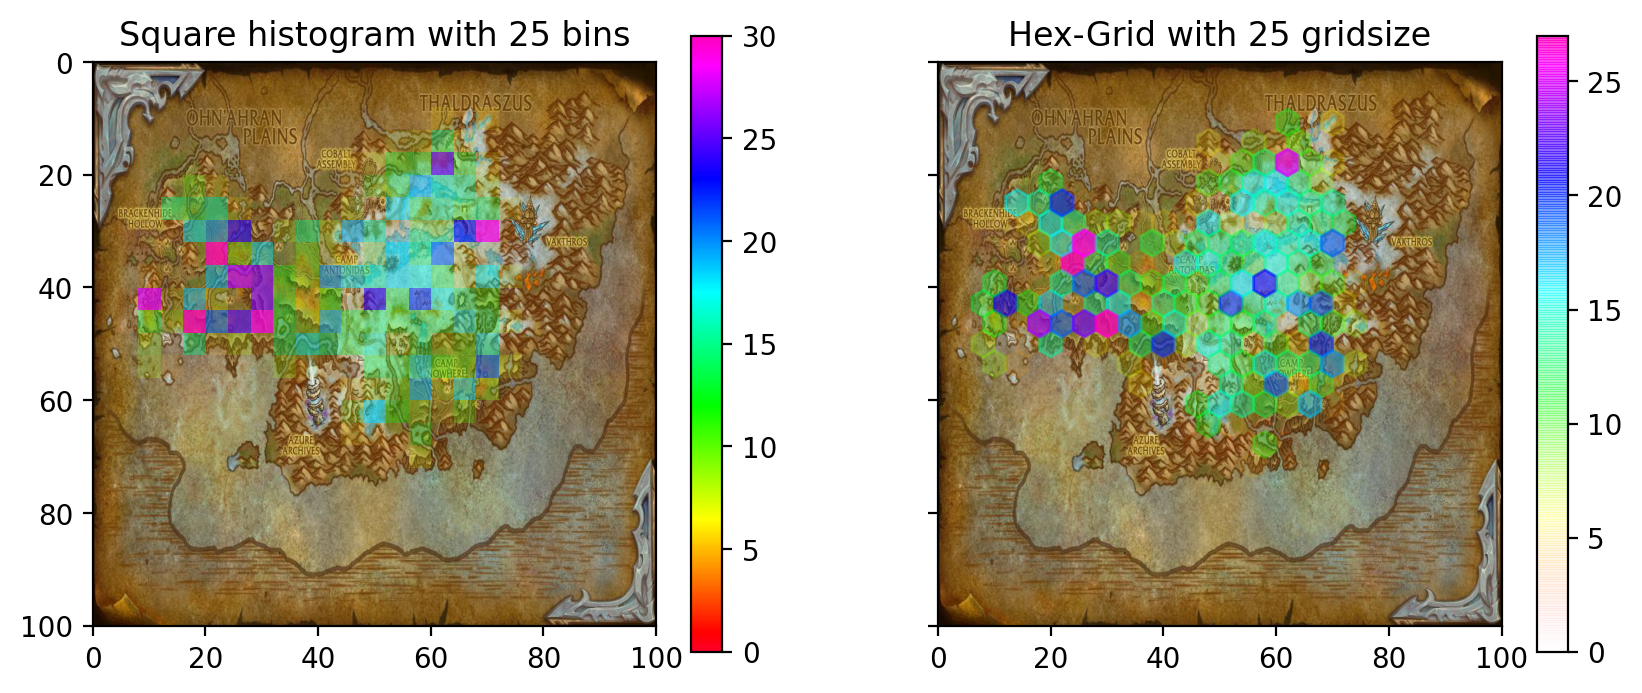 Square histogram with 25 bins
0
20
40
60
80
100
0
20
40
60
80
100
OHN'AHRAN
PLAINS
THALDRASZUS
COBALT
ASSEMBLY
BRACKENHIDE
HOLLOW
VAKTHROS
CAMP
ANTONIDAS
CAMP
NOWHERE
AZURE
ARCHIVES
30
25
20
15
10
5
0
Hex-Grid with 25 gridsize
OHN'AHRAN
PLAINS
THALDRASZUS
COBALT
ASSEMBLY
BRACKENHIDE
HOLLOW
VAKTHROS
CAMP
ANTONIDAS
CAMP
NOWHERE
AZURE
ARCHIVES
0
20
40
60
80
100
25
20
15
10
5
0